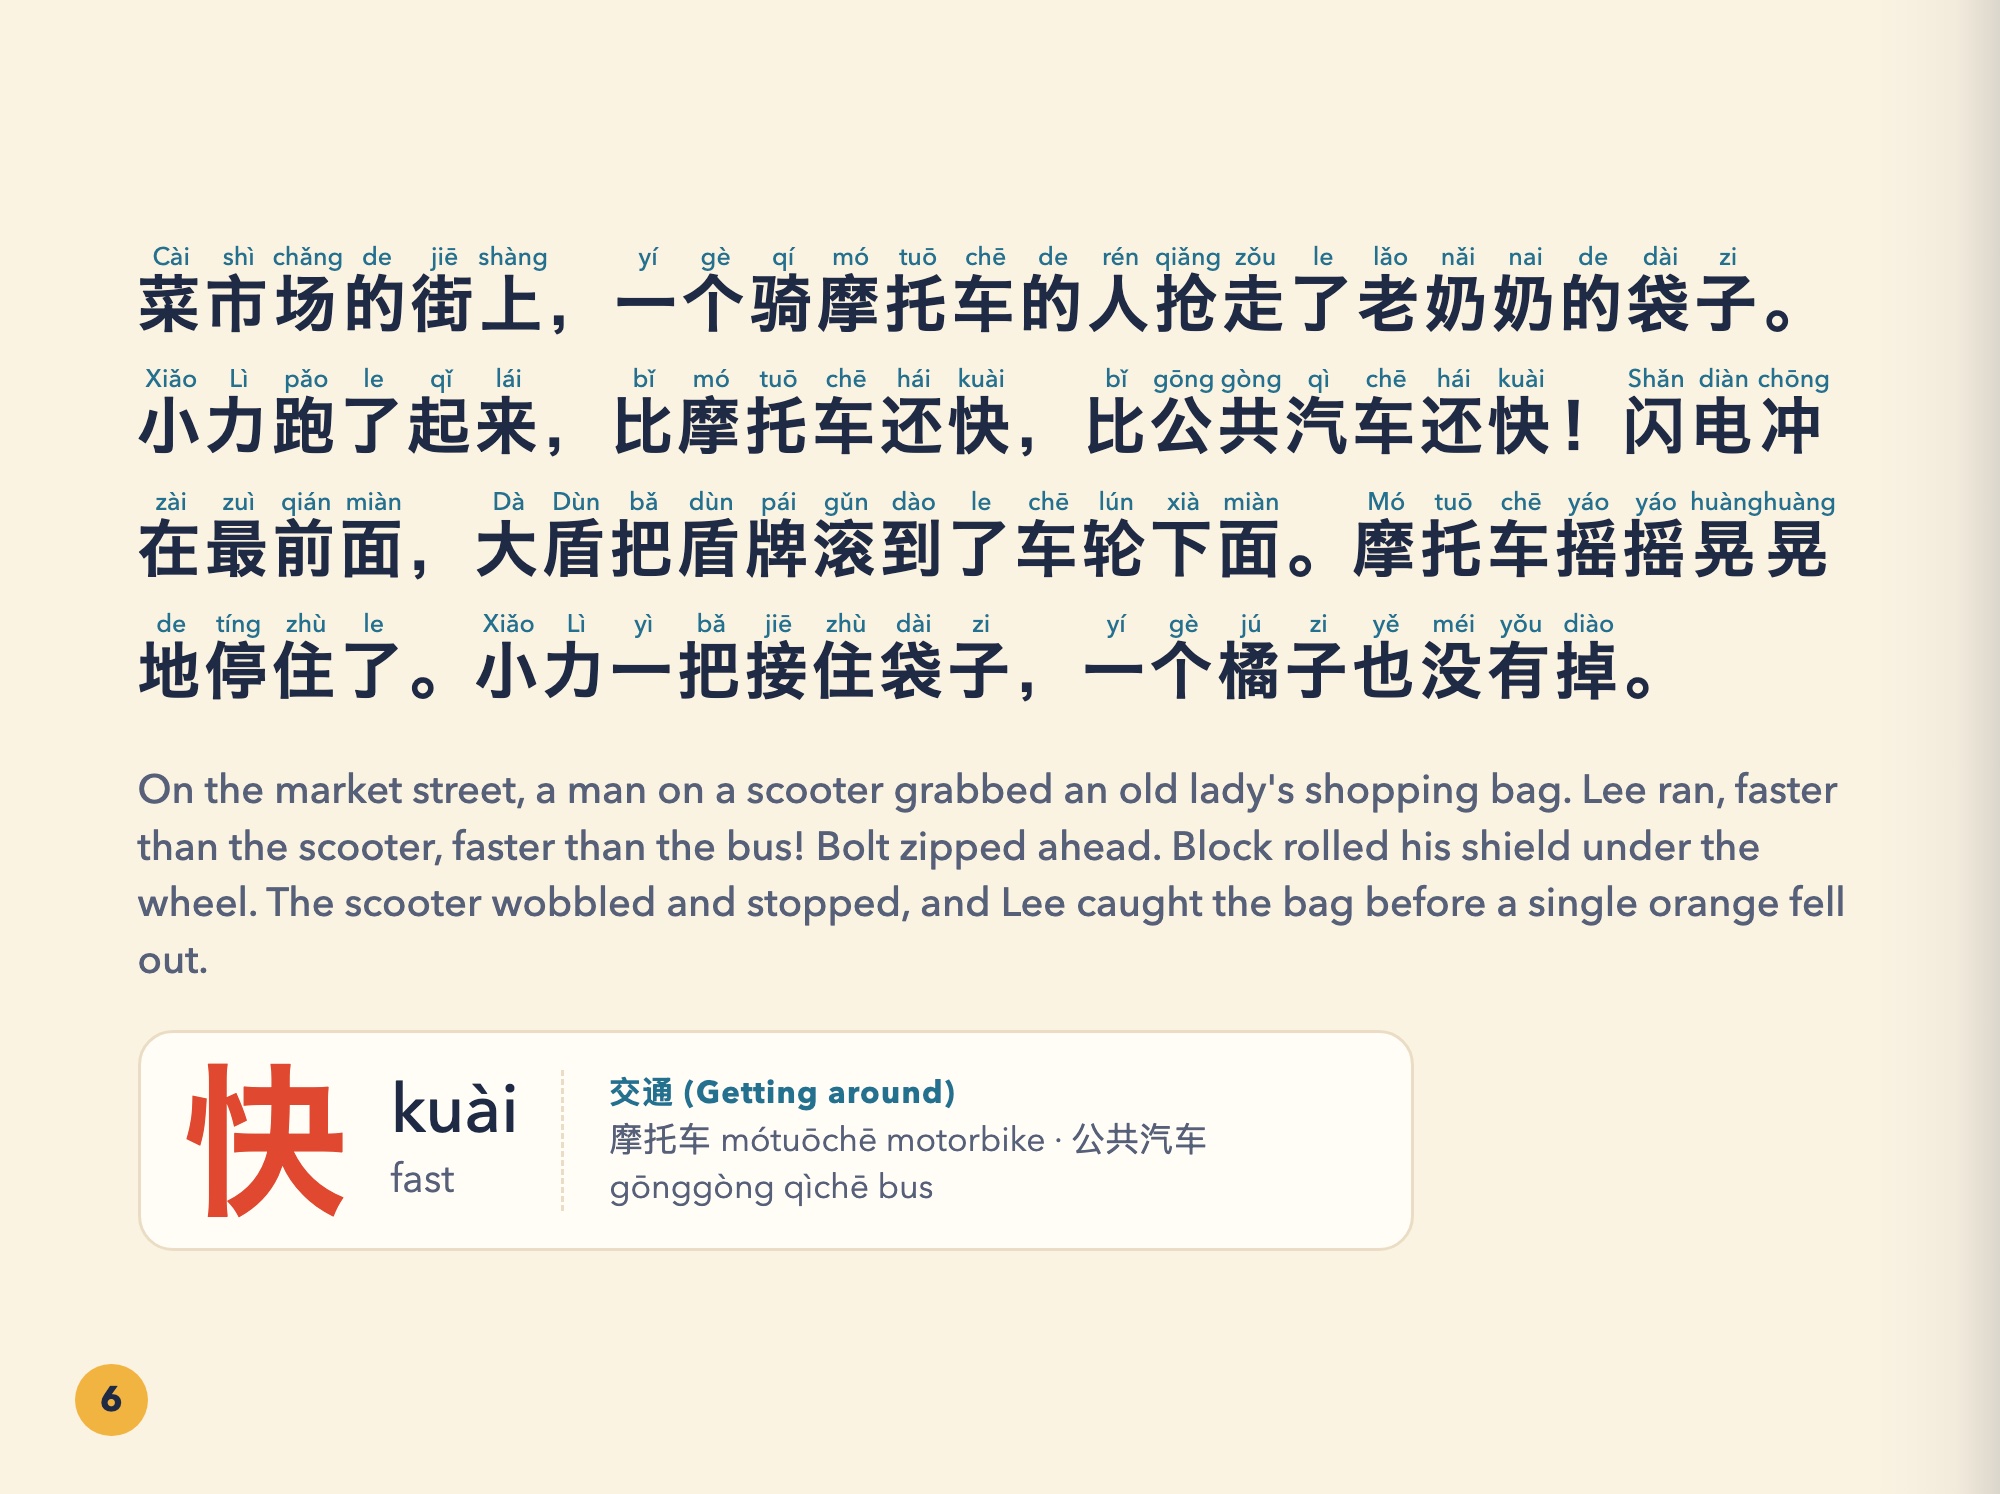 Cài shì chǎng de jiē shàng yí gè qí mó tuō chē de rén qiǎng zǒu le lǎo nǎi nai de dài zi
菜市场的街上，一个骑摩托车的人抢走了老奶奶的袋子。
Xiǎo Lì pǎo le qǐ lái bǐ mó tuō chē hái kuài bǐ gōng gòng qì chē hái kuài Shǎn diàn chōng
小力跑了起来，比摩托车还快，比公共汽车还快！闪电冲
zài zuì qián miàn Dà Dùn bǎ dùn pái gǔn dào le chē lún xià miàn Mó tuō chē yáo yáo huànghuàng
在最前面，大盾把盾牌滚到了车轮下面。摩托车摇摇晃晃
de tíng zhù le Xiǎo Lì yì bǎ jiē zhù dài zi yí gè jú zi yě méi yǒu diào
地停住了。小力一把接住袋子，一个橘子也没有掉。
On the market street, a man on a scooter grabbed an old lady's shopping bag. Lee ran, faster
than the scooter, faster than the bus! Bolt zipped ahead. Block rolled his shield under the
wheel. The scooter wobbled and stopped, and Lee caught the bag before a single orange fell
out.
快
kuài
fast
交通 (Getting around)
摩托车 mótuōchē motorbike · 公共汽车
gōnggòng qìchē bus
6